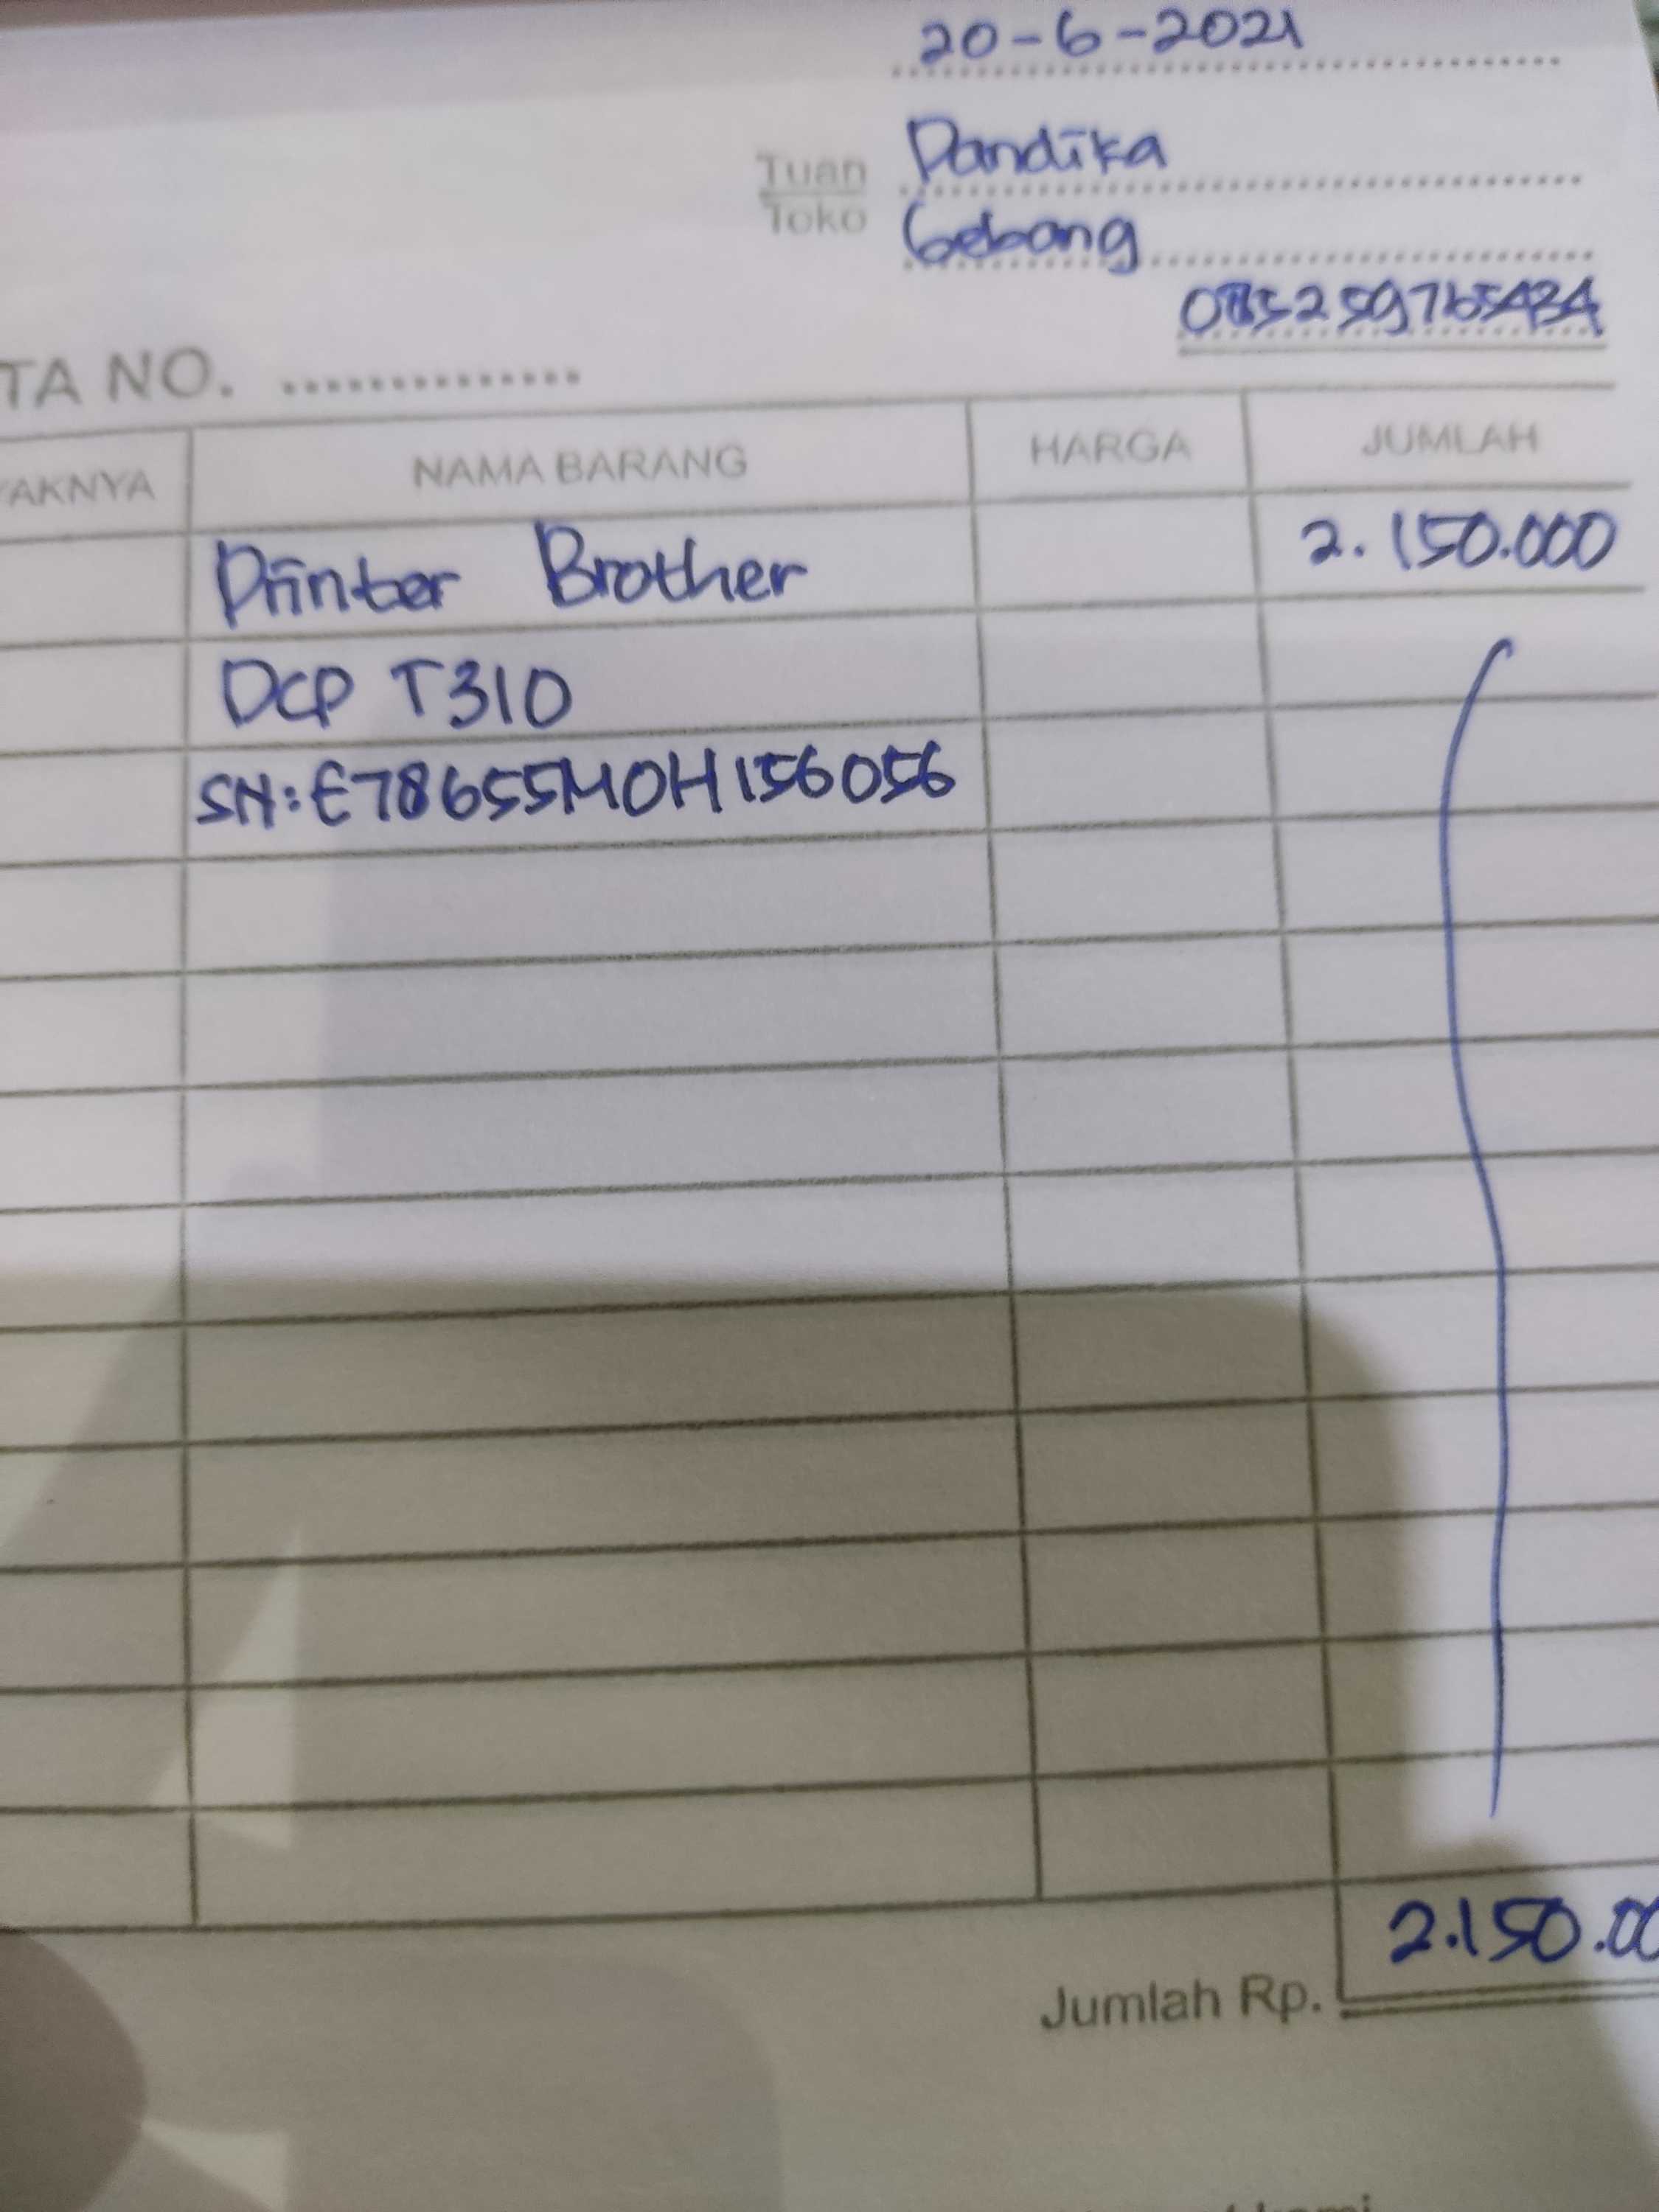 20-6-2021
Tuan Pandika
Toko Gebang
085259765434
TA NO. ..............
YAKNYA NAMA BARANG HARGA JUMLAH
Printer Brother 2.150.000
DCP T310
SN:E78655M0H156056
2.150.00
Jumlah Rp.